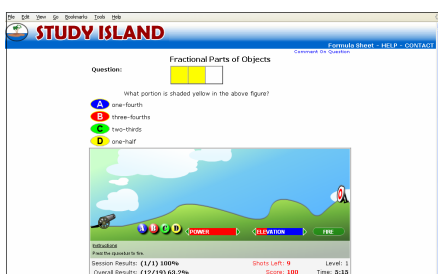 File Edit View Go Bookmarks Tools Help
STUDY ISLAND
Formula Sheet - HELP - CONTACT
Comment On Question
Fractional Parts of Objects
Question:
What portion is shaded yellow in the above figure?
A one-fourth
B three-fourths
C two-thirds
D one-half
A B C D POWER ELEVATION FIRE
Instructions
Press the spacebar to fire.
Session Results: (1/1) 100% Shots Left: 9 Level: 1
Overall Results: (12/19) 63.2% Score: 100 Time: 5:15